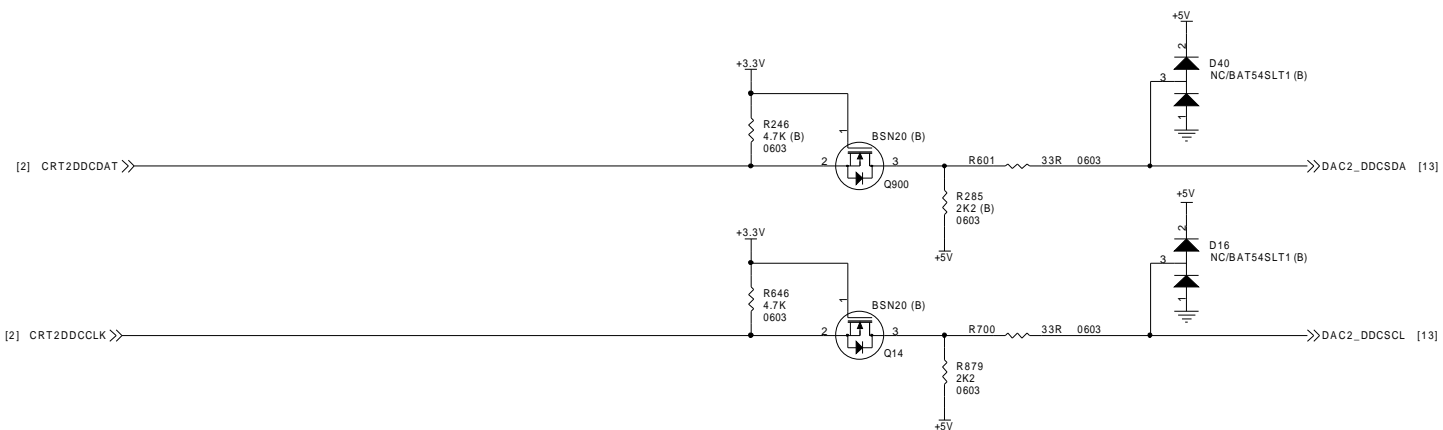 +5V
2
D40
NC/BAT54SLT1 (B)
3
1
+3.3V
R246
4.7K (B)
0603
1
BSN20 (B)
[2] CRT2DDCDAT
2
3
Q900
R601 33R 0603
DAC2_DDCSDA [13]
R285
2K2 (B)
0603
+5V
+5V
2
D16
NC/BAT54SLT1 (B)
3
1
+3.3V
R646
4.7K
0603
1
BSN20 (B)
[2] CRT2DDCCLK
2
3
Q14
R700 33R 0603
DAC2_DDCSCL [13]
R879
2K2
0603
+5V